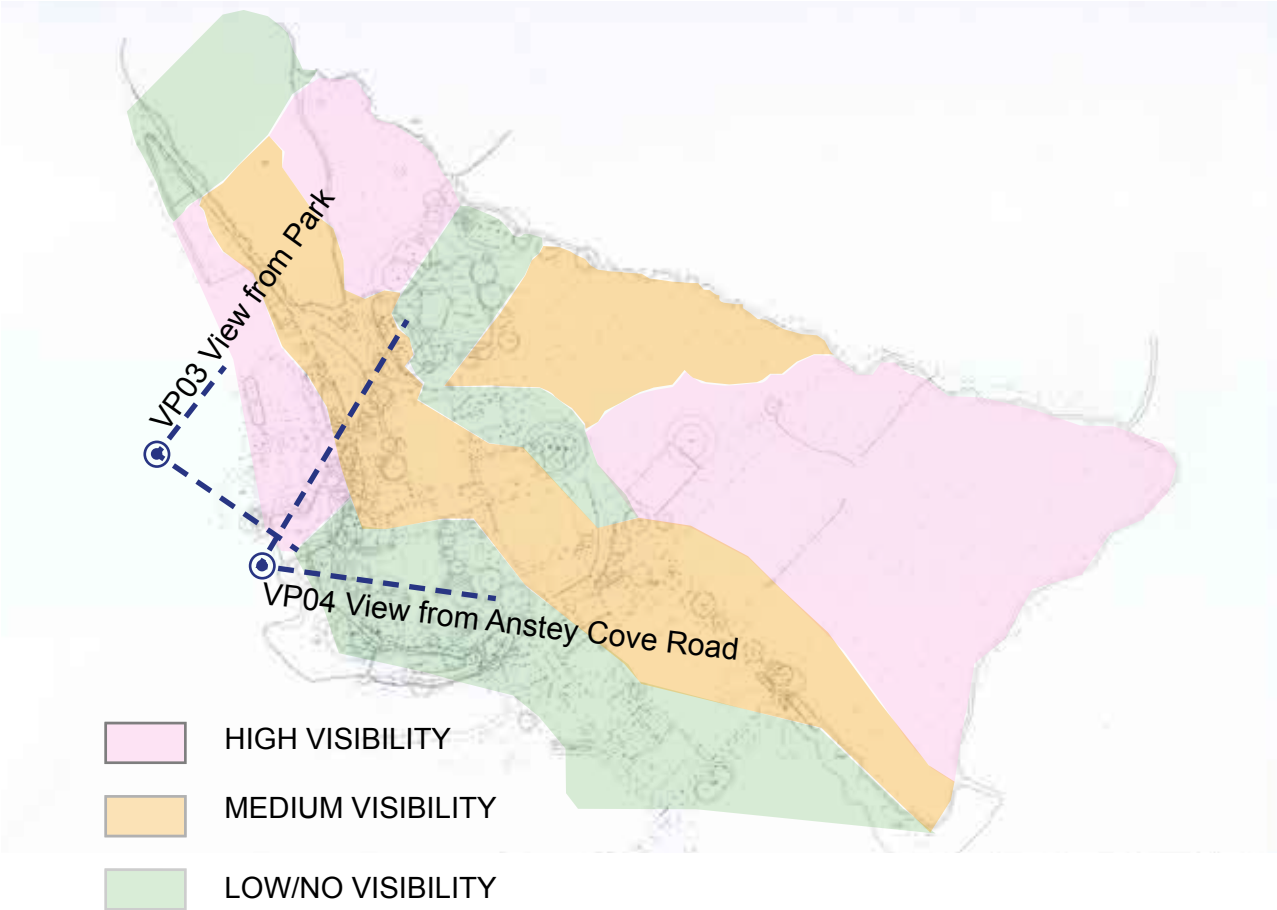 VP03 View from Park
VP04 View from Anstey Cove Road
HIGH VISIBILITY
MEDIUM VISIBILITY
LOW/NO VISIBILITY